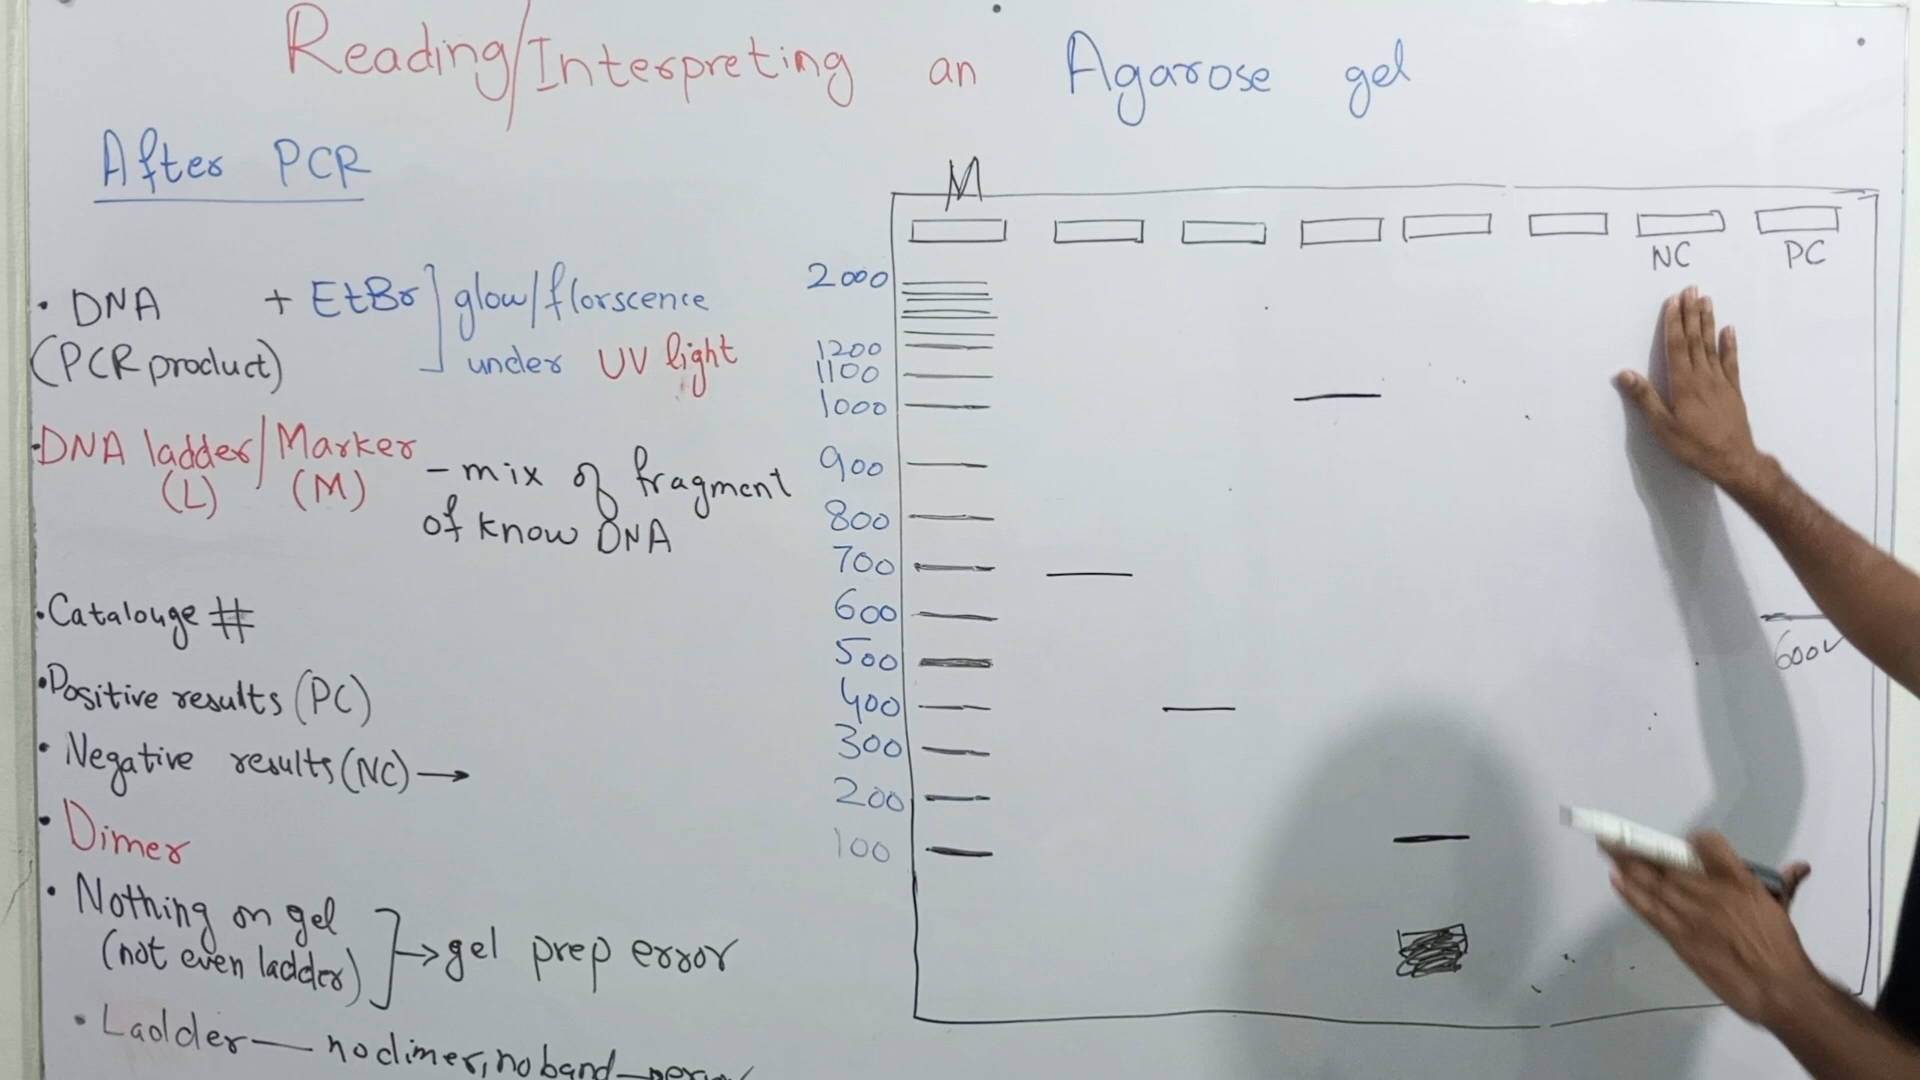 Reading/Interpreting an Agarose gel
After PCR
• DNA + EtBr] glow/florscence
(PCR product) under UV light
• DNA ladder/Marker - mix of fragment
(L) (M) of know DNA
• Catalouge #
• Positive results (PC)
• Negative results (NC) →
• Dimer
• Nothing on gel
(not even ladder)] → gel prep error
• Ladder — no dimer, no band —
M
NC PC
2000
1200
1100
1000
900
800
700
600
600
500
400
300
200
100